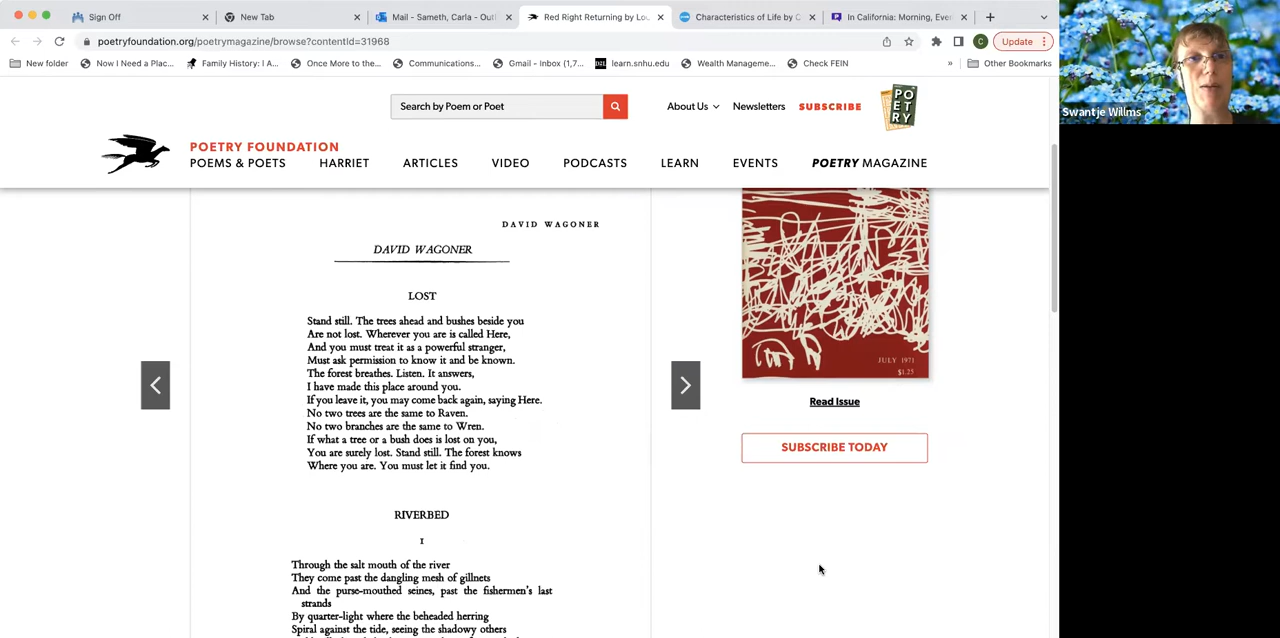 Sign Off
New Tab
Mail - Sameth, Carla - Out
Red Right Returning by Lou
Characteristics of Life by C
In California: Morning, Ever
poetryfoundation.org/poetrymagazine/browse?contentId=31968
Update
New folder
Now I Need a Plac...
Family History: I A...
Once More to the...
Communications...
Gmail - Inbox (1,7...
learn.snhu.edu
Wealth Manageme...
Check FEIN
»
Other Bookmarks
Swantje Willms
Search by Poem or Poet
About Us
Newsletters
SUBSCRIBE
POETRY
POETRY FOUNDATION
POEMS & POETS
HARRIET
ARTICLES
VIDEO
PODCASTS
LEARN
EVENTS
POETRY MAGAZINE
DAVID WAGONER
DAVID WAGONER
LOST
Stand still. The trees ahead and bushes beside you
Are not lost. Wherever you are is called Here,
And you must treat it as a powerful stranger,
Must ask permission to know it and be known.
The forest breathes. Listen. It answers,
I have made this place around you.
If you leave it, you may come back again, saying Here.
No two trees are the same to Raven.
No two branches are the same to Wren.
If what a tree or a bush does is lost on you,
You are surely lost. Stand still. The forest knows
Where you are. You must let it find you.
RIVERBED
I
Through the salt mouth of the river
They come past the dangling mesh of gillnets
And the purse-mouthed seines, past the fishermen's last
strands
By quarter-light where the beheaded herring
Spiral against the tide, seeing the shadowy others
JULY 1971
$1.25
Read Issue
SUBSCRIBE TODAY